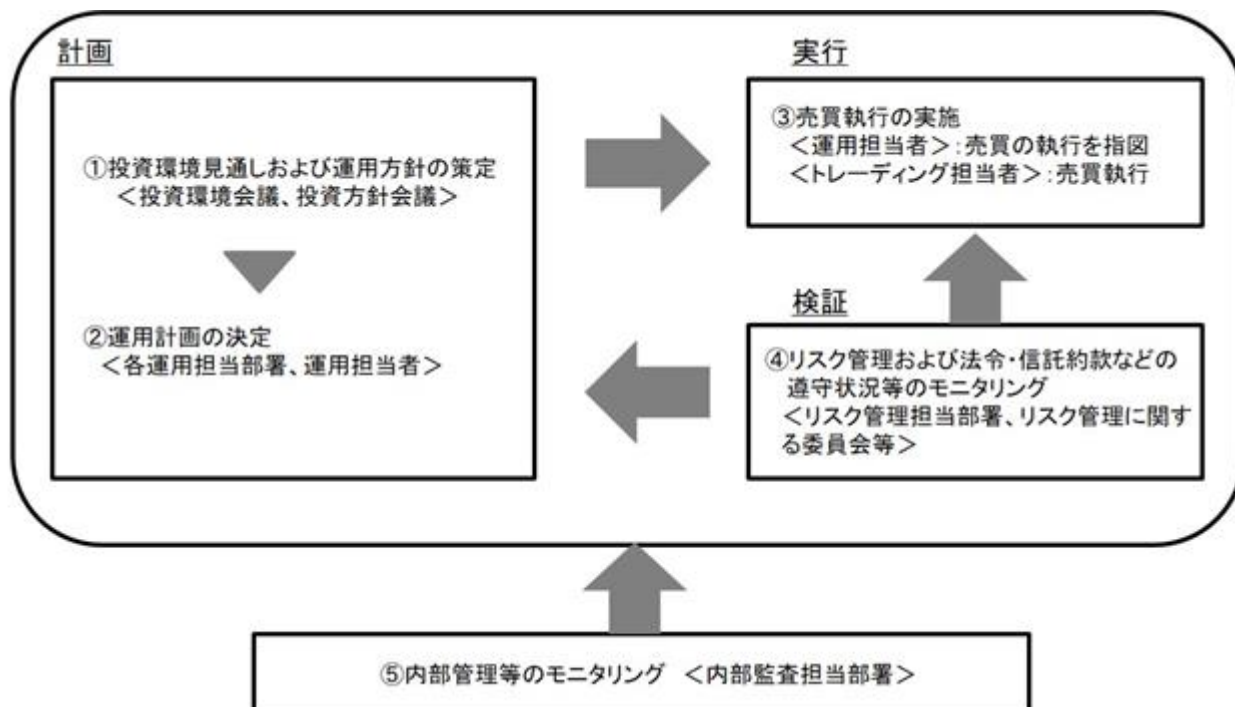 計画
①投資環境見通しおよび運用方針の策定
＜投資環境会議、投資方針会議＞
②運用計画の決定
＜各運用担当部署、運用担当者＞
実行
③売買執行の実施
＜運用担当者＞：売買の執行を指図
＜トレーディング担当者＞：売買執行
検証
④リスク管理および法令・信託約款などの
遵守状況等のモニタリング
＜リスク管理担当部署、リスク管理に関す
る委員会等＞
⑤内部管理等のモニタリング ＜内部監査担当部署＞